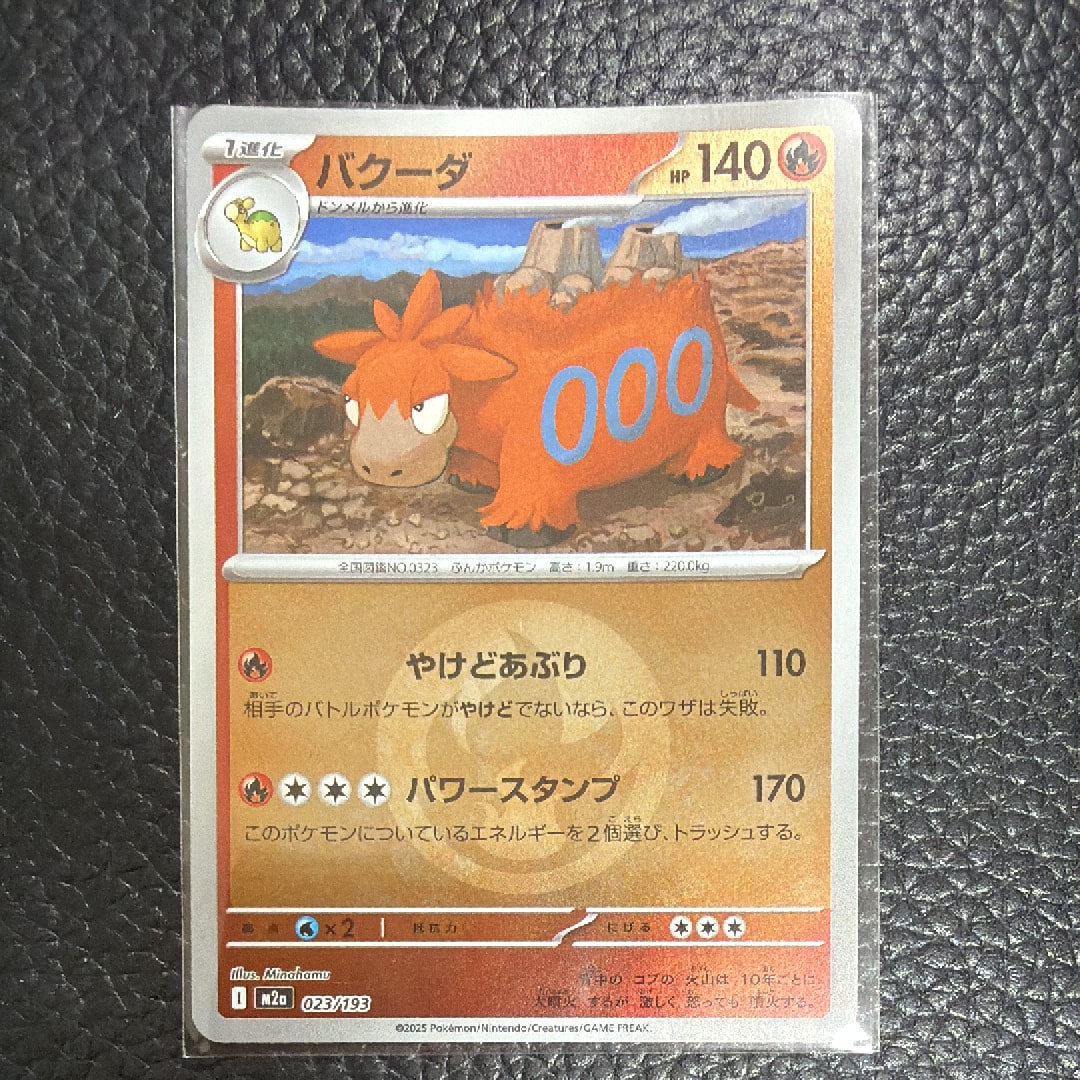 1進化
バクーダ
HP 140
ドンメルから進化
000
全国図鑑NO.0323 ふんかポケモン 高さ:1.9m 重さ:220.0kg
やけどあぶり 110
相手のバトルポケモンがやけどでないなら、このワザは失敗。
パワースタンプ 170
このポケモンについているエネルギーを2個選び、トラッシュする。
弱点 ×2 抵抗力 にげる
Illus. Minahamu
背中の コブの 火山は 10年ごとに
大噴火 するが 激しく 怒っても 噴火する。
I M2a 023/193
©2025 Pokémon/Nintendo/Creatures/GAME FREAK.